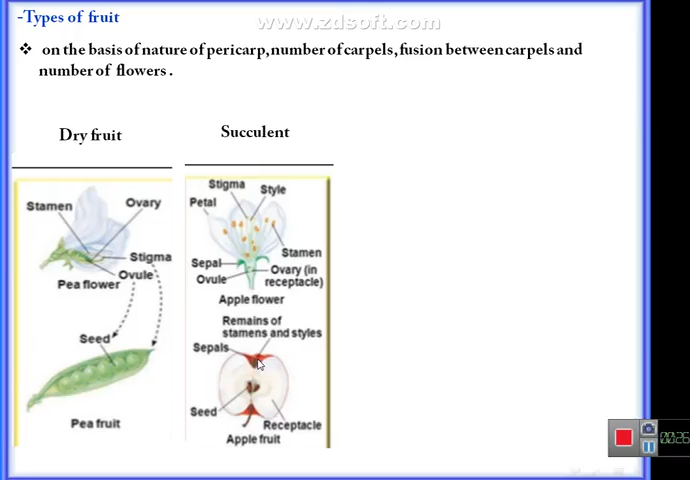 www.zdsoft.com
-Types of fruit
❖ on the basis of nature of pericarp, number of carpels, fusion between carpels and
number of flowers .
Dry fruit
Succulent
Stamen
Ovary
Stigma
Ovule
Pea flower
Seed
Pea fruit
Stigma
Style
Petal
Stamen
Sepal
Ovary (in
receptacle)
Ovule
Apple flower
Remains of
stamens and styles
Sepals
Seed
Receptacle
Apple fruit